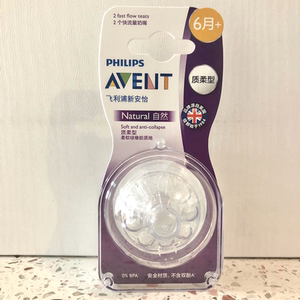 2 fast flow teats
2 个快流量奶嘴
6月+
PHILIPS
AVENT
飞利浦新安怡
质柔型
Natural 自然
Soft and anti-collapse
质柔型
0% BPA
安全材质,不含双酚A